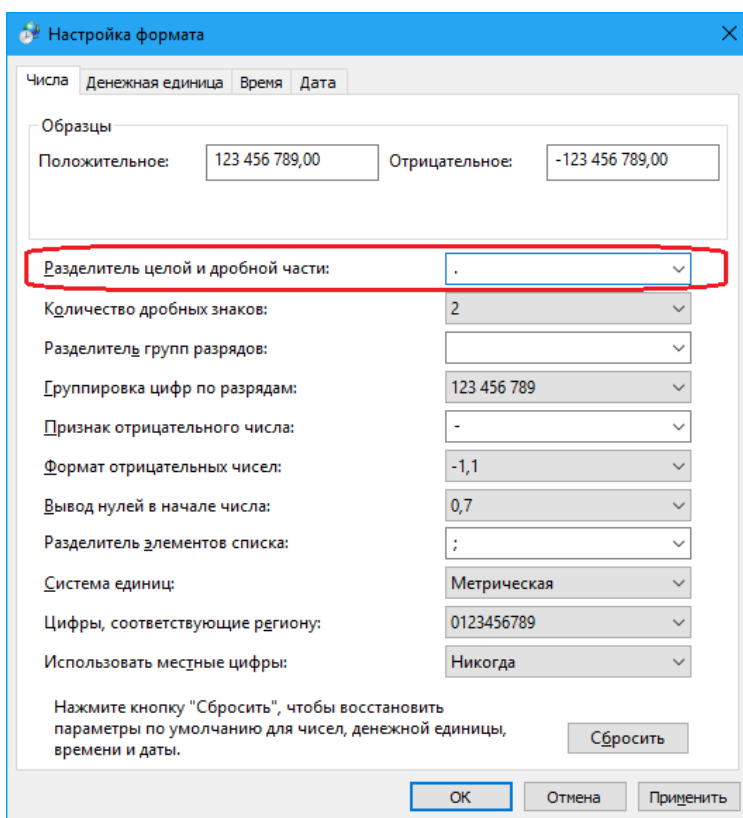 Настройка формата
Числа Денежная единица Время Дата
Образцы
Положительное: 123 456 789,00 Отрицательное: -123 456 789,00
Разделитель целой и дробной части: .
Количество дробных знаков: 2
Разделитель групп разрядов:
Группировка цифр по разрядам: 123 456 789
Признак отрицательного числа: -
Формат отрицательных чисел: -1,1
Вывод нулей в начале числа: 0,7
Разделитель элементов списка: ;
Система единиц: Метрическая
Цифры, соответствующие региону: 0123456789
Использовать местные цифры: Никогда
Нажмите кнопку "Сбросить", чтобы восстановить
параметры по умолчанию для чисел, денежной единицы,
времени и даты.
Сбросить
ОК Отмена Применить